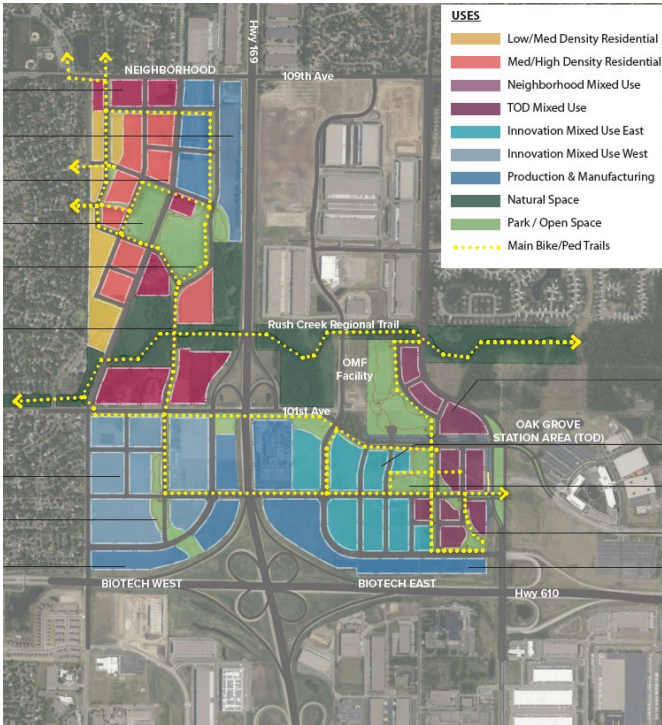 USES
Low/Med Density Residential
Med/High Density Residential
Neighborhood Mixed Use
TOD Mixed Use
Innovation Mixed Use East
Innovation Mixed Use West
Production & Manufacturing
Natural Space
Park / Open Space
Main Bike/Ped Trails
Hwy 169
NEIGHBORHOOD
109th Ave
Rush Creek Regional Trail
OMF
Facility
101st Ave
OAK GROVE
STATION AREA (TOD)
BIOTECH WEST
BIOTECH EAST
Hwy 610